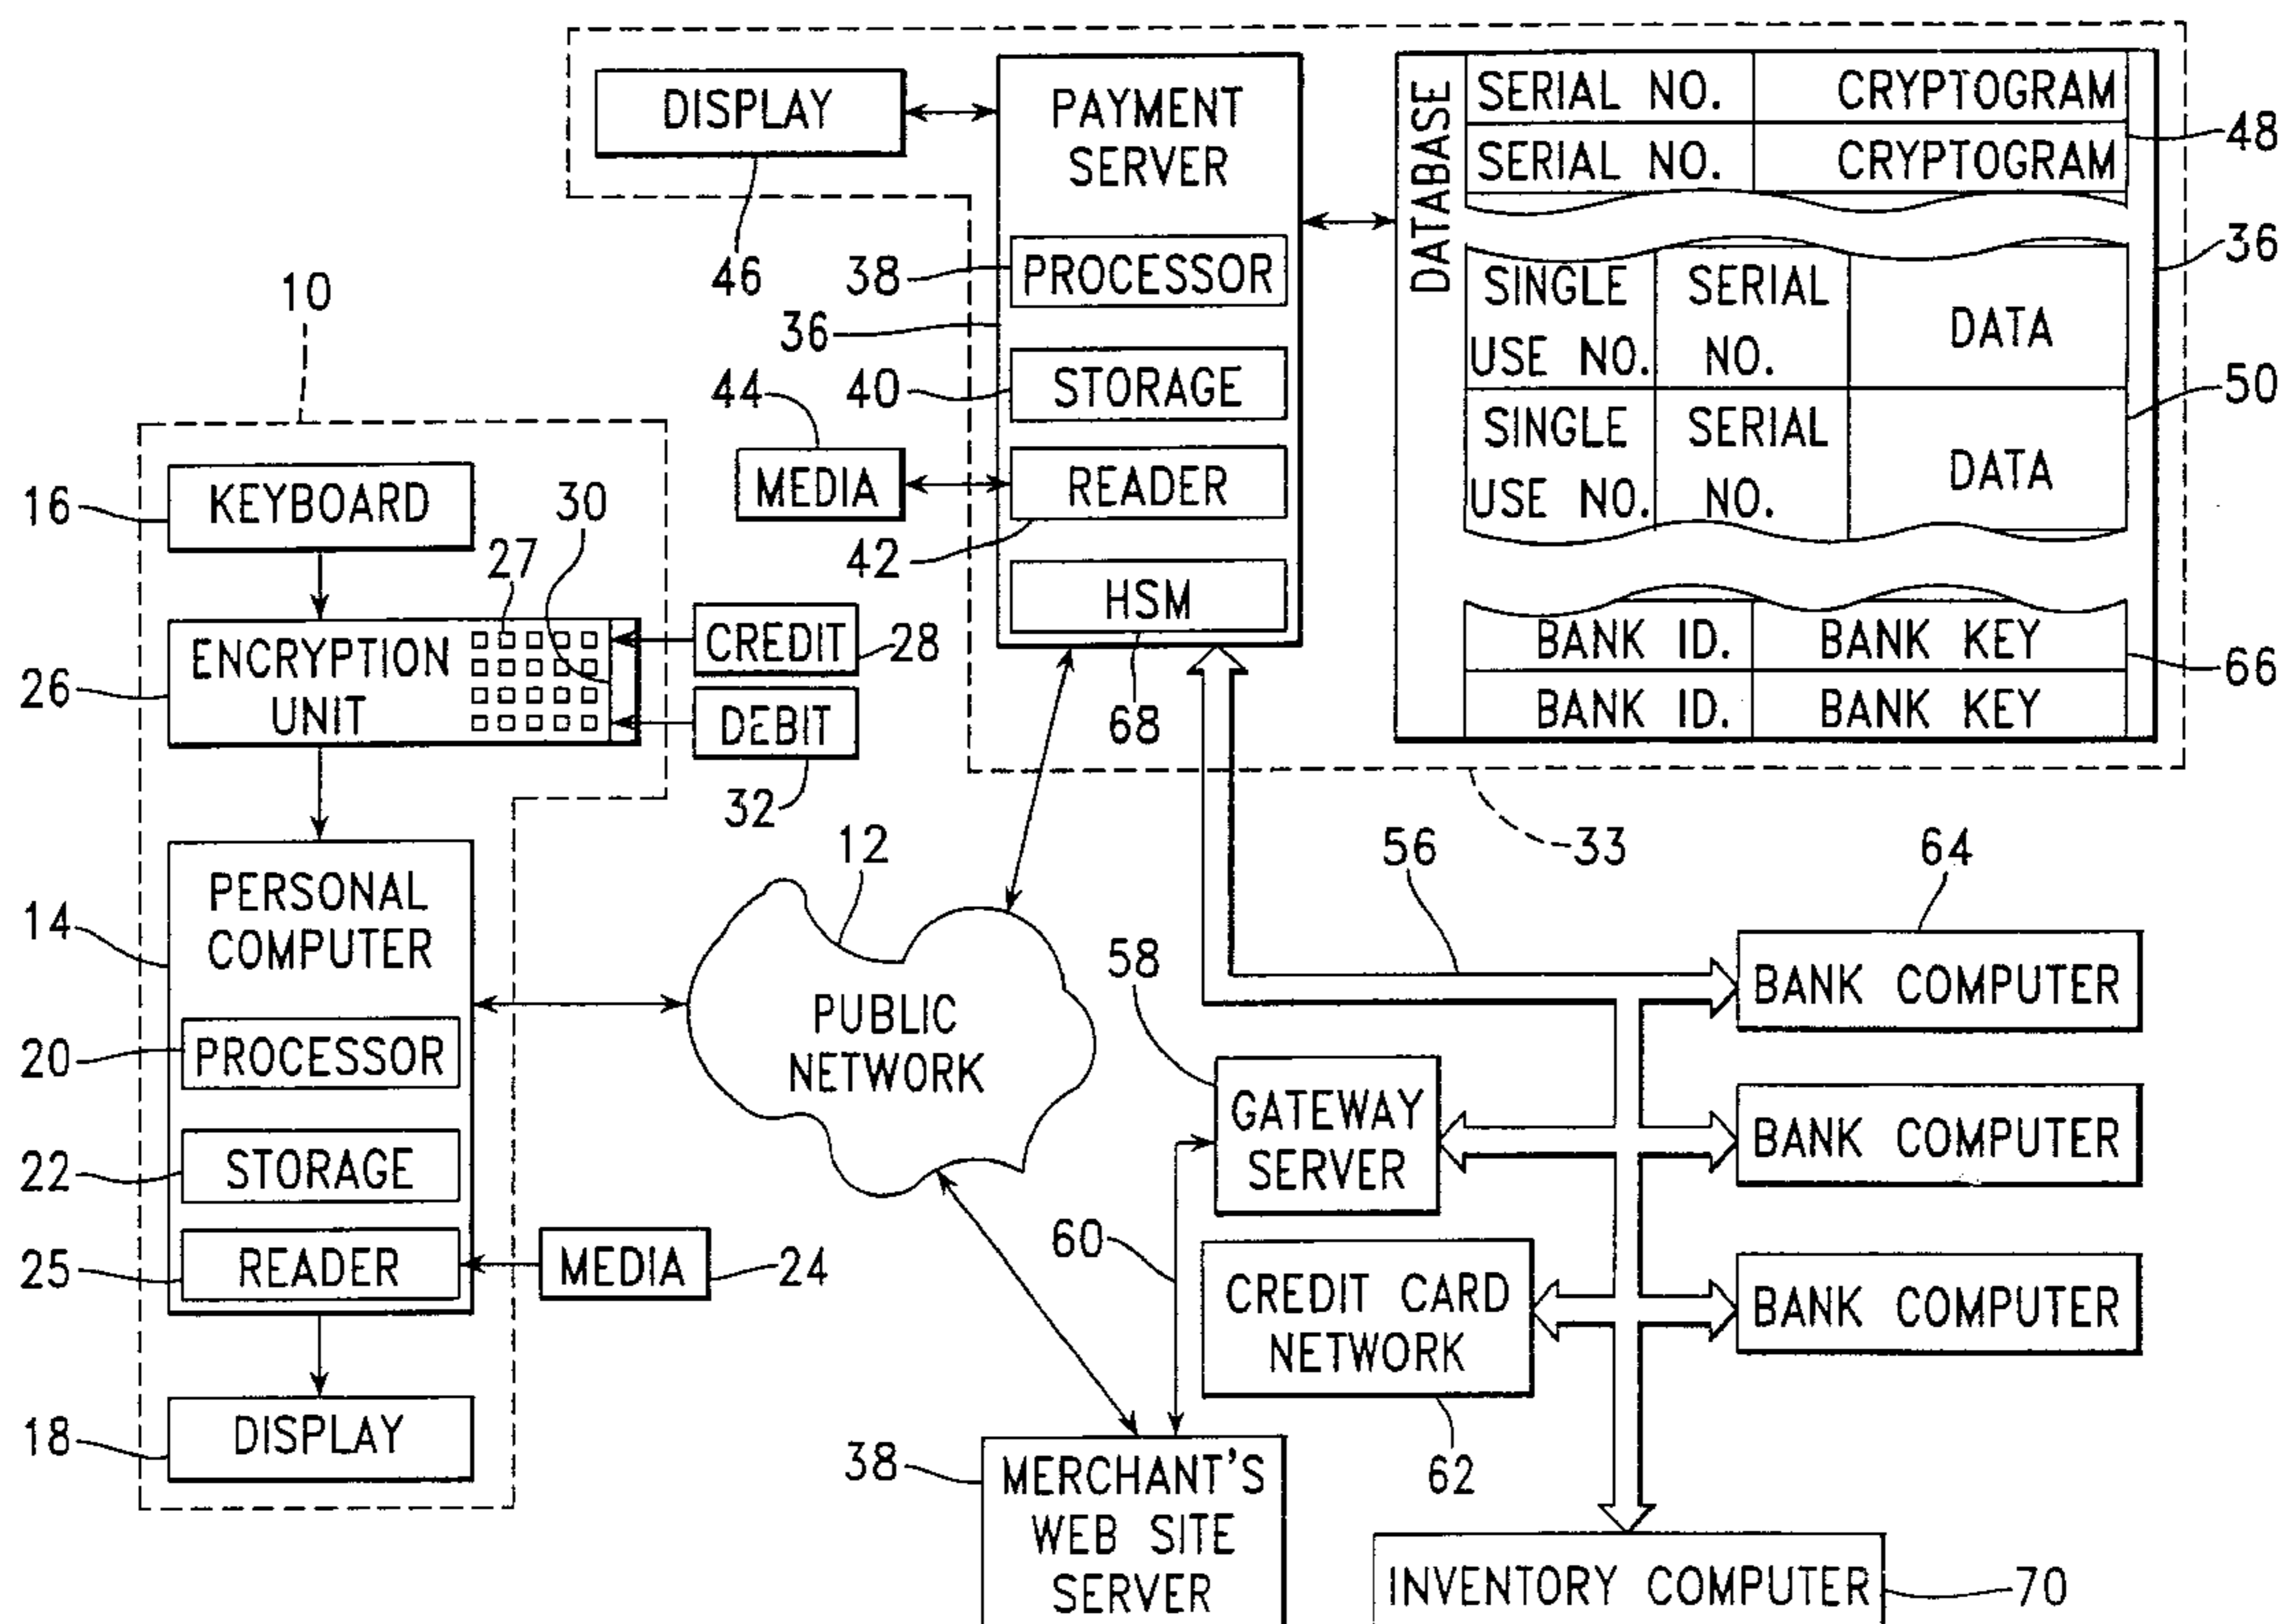 DISPLAY
46
PAYMENT
SERVER
38
PROCESSOR
36
40
STORAGE
44
MEDIA
READER
42
HSM
68
DATABASE
SERIAL NO. CRYPTOGRAM
SERIAL NO. CRYPTOGRAM
48
36
SINGLE USE NO. SERIAL NO. DATA
50
SINGLE USE NO. SERIAL NO. DATA
BANK ID. BANK KEY
66
BANK ID. BANK KEY
33
10
16
KEYBOARD
30
27
26
ENCRYPTION
UNIT
CREDIT
28
DEBIT
32
14
PERSONAL
COMPUTER
20
PROCESSOR
22
STORAGE
25
READER
MEDIA
24
18
DISPLAY
12
PUBLIC
NETWORK
56
64
BANK COMPUTER
58
GATEWAY
SERVER
BANK COMPUTER
60
CREDIT CARD
NETWORK
62
BANK COMPUTER
38
MERCHANT'S
WEB SITE
SERVER
INVENTORY COMPUTER
70